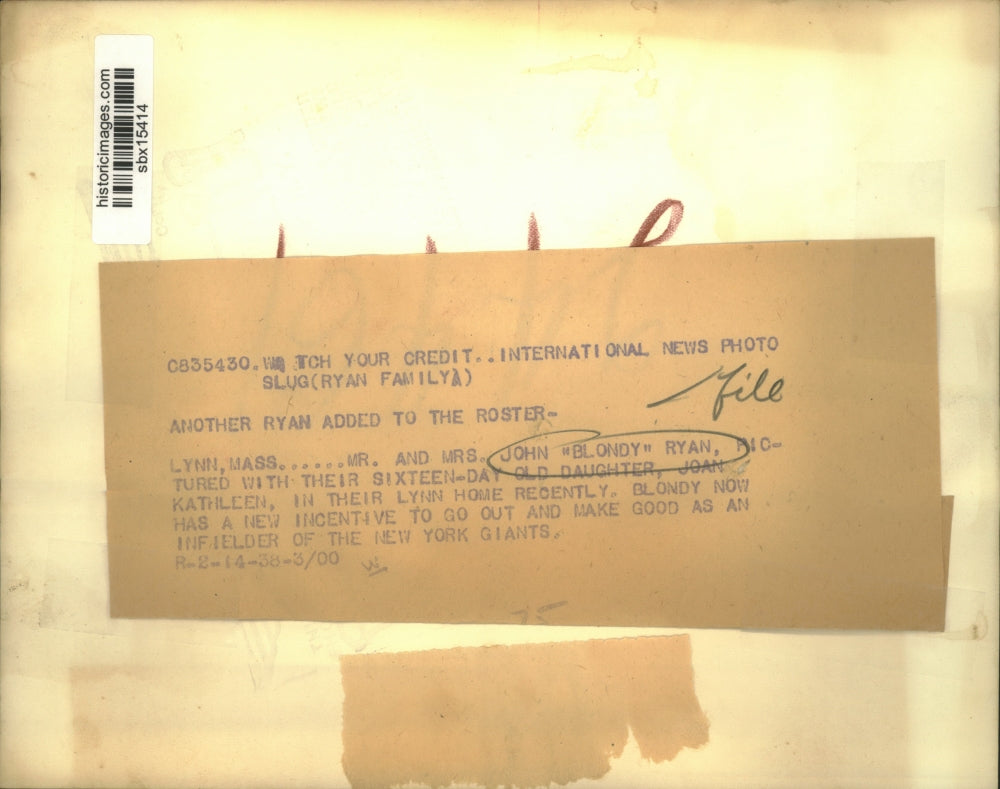 historicimages.com
sbx15414
C835430.WA TCH YOUR CREDIT..INTERNATIONAL NEWS PHOTO
SLUG(RYAN FAMILY)
file
ANOTHER RYAN ADDED TO THE ROSTER-
LYNN,MASS......MR. AND MRS. JOHN "BLONDY" RYAN, PIC-
TURED WITH THEIR SIXTEEN-DAY OLD DAUGHTER, JOAN
KATHLEEN, IN THEIR LYNN HOME RECENTLY. BLONDY NOW
HAS A NEW INCENTIVE TO GO OUT AND MAKE GOOD AS AN
INFIELDER OF THE NEW YORK GIANTS.
R-2-14-38-3/00
W